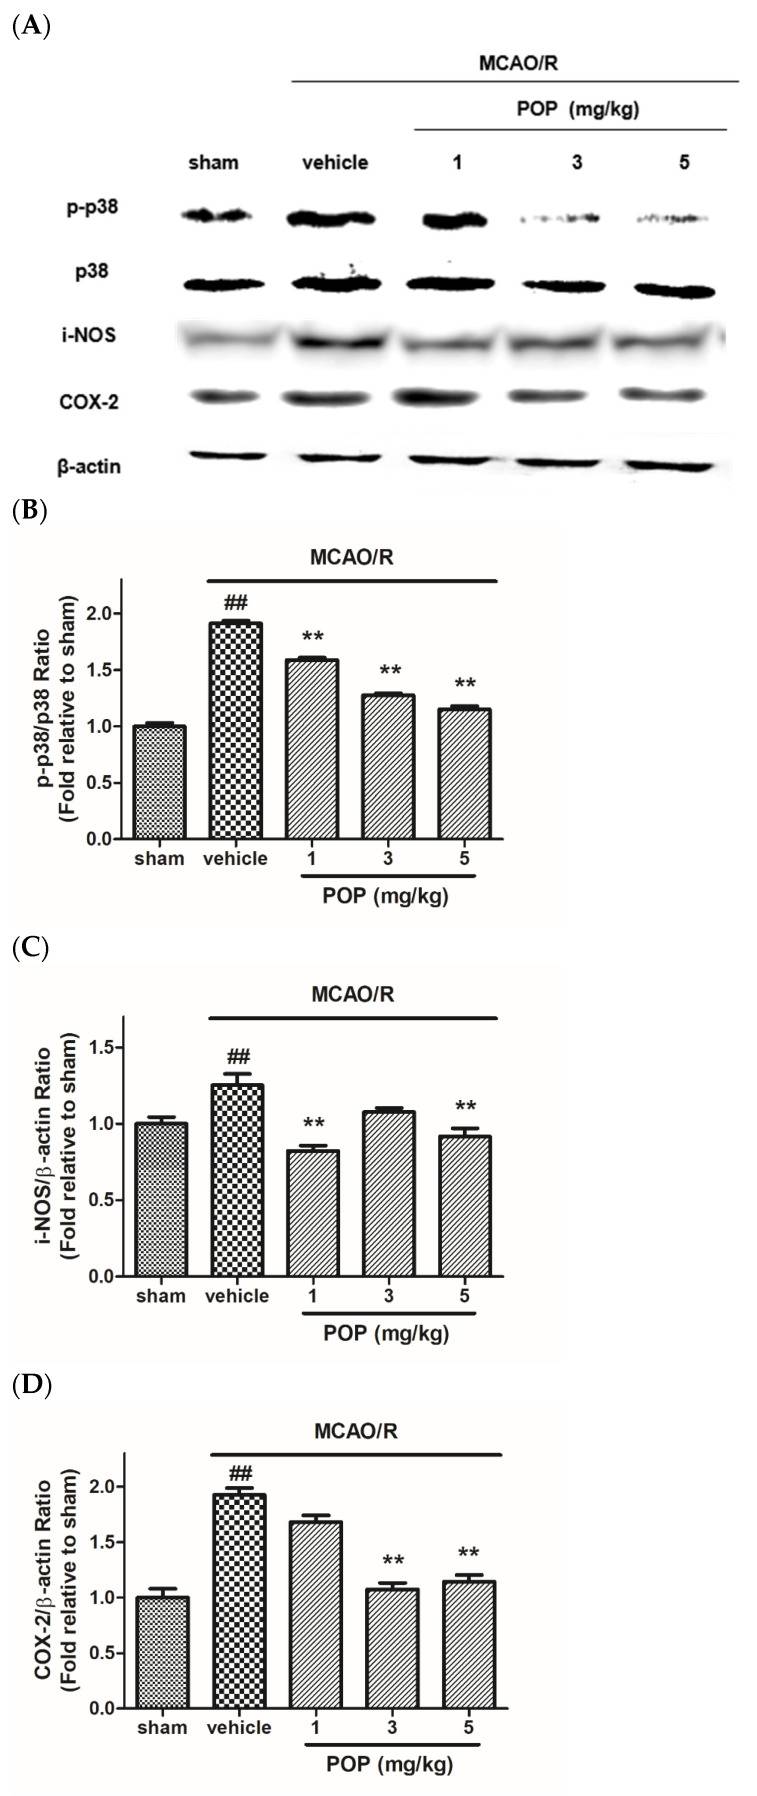 (A)
MCAO/R
POP (mg/kg)
sham vehicle 1 3 5
p-p38
p38
i-NOS
COX-2
β-actin
(B)
MCAO/R
p-p38/p38 Ratio
(Fold relative to sham)
2.0
1.5
1.0
0.5
0.0
##
**
**
**
sham vehicle 1 3 5
POP (mg/kg)
(C)
MCAO/R
i-NOS/β-actin Ratio
(Fold relative to sham)
1.5
1.0
0.5
0.0
##
**
**
sham vehicle 1 3 5
POP (mg/kg)
(D)
MCAO/R
COX-2/β-actin Ratio
(Fold relative to sham)
2.0
1.5
1.0
0.5
0.0
##
**
**
sham vehicle 1 3 5
POP (mg/kg)